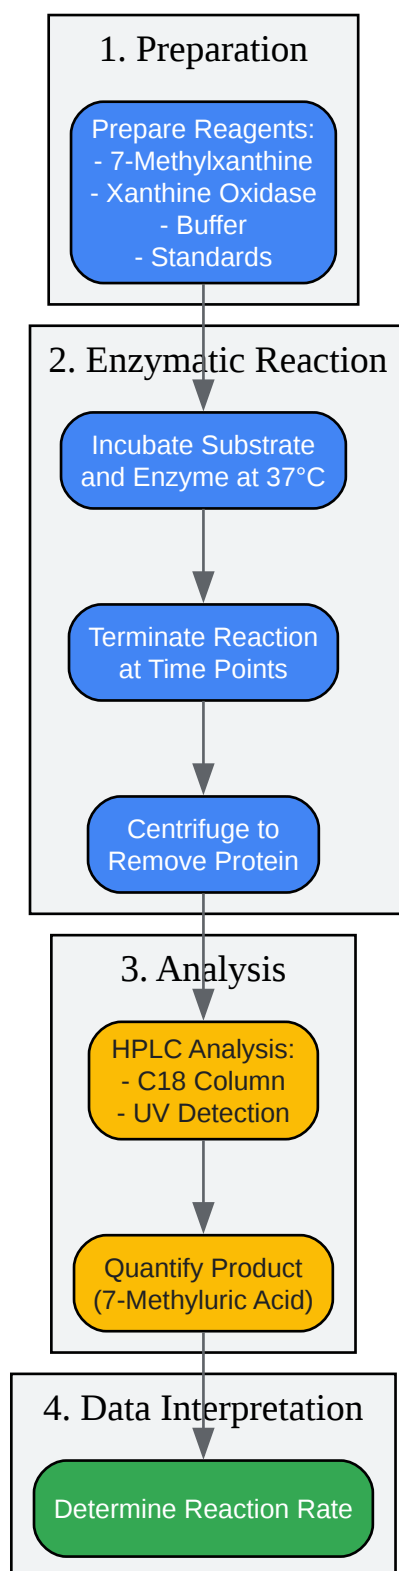 1. Preparation
Prepare Reagents:
- 7-Methylxanthine
- Xanthine Oxidase
- Buffer
- Standards
2. Enzymatic Reaction
Incubate Substrate
and Enzyme at 37°C
Terminate Reaction
at Time Points
Centrifuge to
Remove Protein
3. Analysis
HPLC Analysis:
- C18 Column
- UV Detection
Quantify Product
(7-Methyluric Acid)
4. Data Interpretation
Determine Reaction Rate